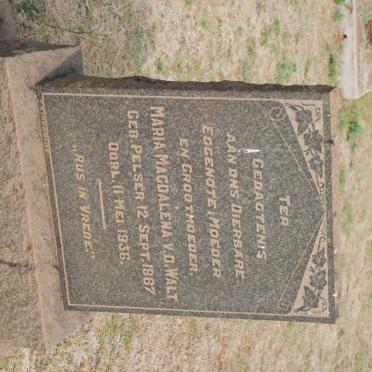 TER
GEDACTENIS
AAN ONS DIERBARE
EGGENOTE, MOEDER
EN GROOTMOEDER.
MARIA MAGDALENA V.D. WALT
GEB. PELSER 12 SEPT. 1867
OORL. 11 MEI 1936.
"RUS IN VREDE."